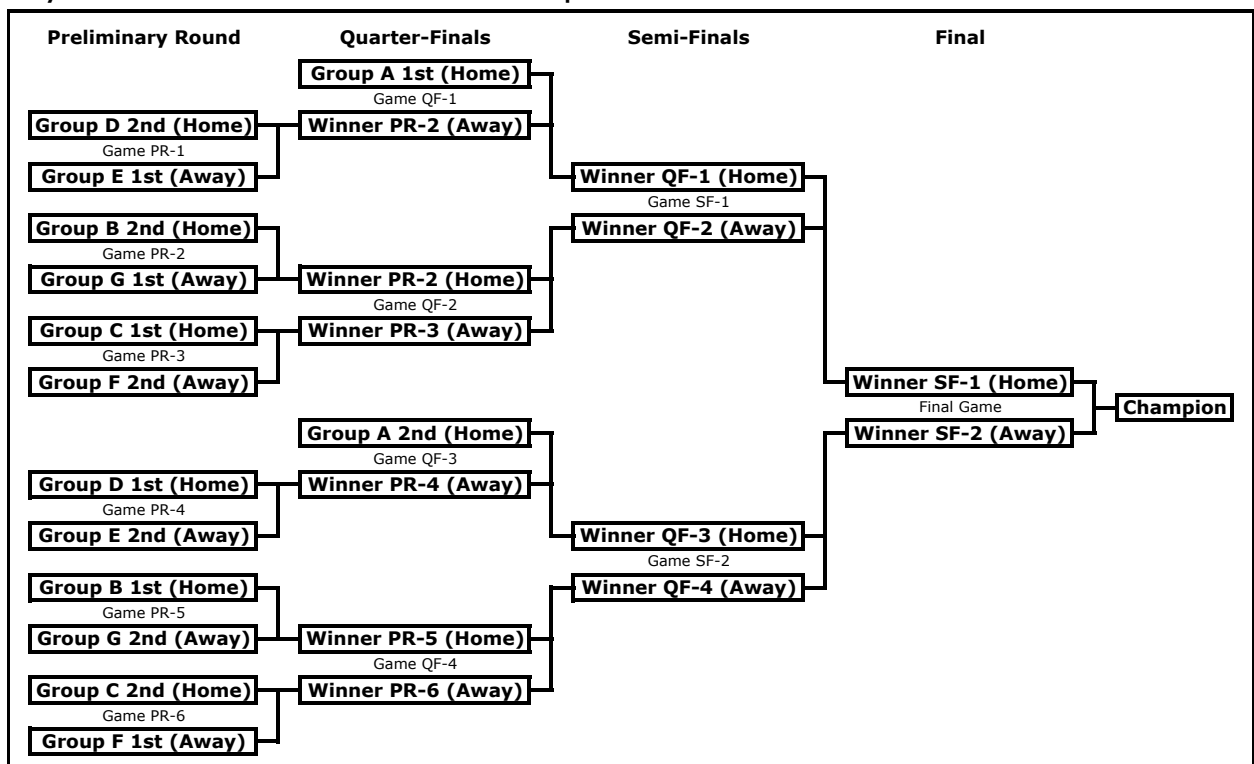 Preliminary Round Quarter-Finals Semi-Finals Final
Group A 1st (Home)
Game QF-1
Group D 2nd (Home) Winner PR-2 (Away)
Game PR-1
Group E 1st (Away) Winner QF-1 (Home)
Game SF-1
Group B 2nd (Home) Winner QF-2 (Away)
Game PR-2
Group G 1st (Away) Winner PR-2 (Home)
Game QF-2
Group C 1st (Home) Winner PR-3 (Away)
Game PR-3
Group F 2nd (Away) Winner SF-1 (Home)
Final Game Champion
Group A 2nd (Home) Winner SF-2 (Away)
Game QF-3
Group D 1st (Home) Winner PR-4 (Away)
Game PR-4
Group E 2nd (Away) Winner QF-3 (Home)
Game SF-2
Group B 1st (Home) Winner QF-4 (Away)
Game PR-5
Group G 2nd (Away) Winner PR-5 (Home)
Game QF-4
Group C 2nd (Home) Winner PR-6 (Away)
Game PR-6
Group F 1st (Away)